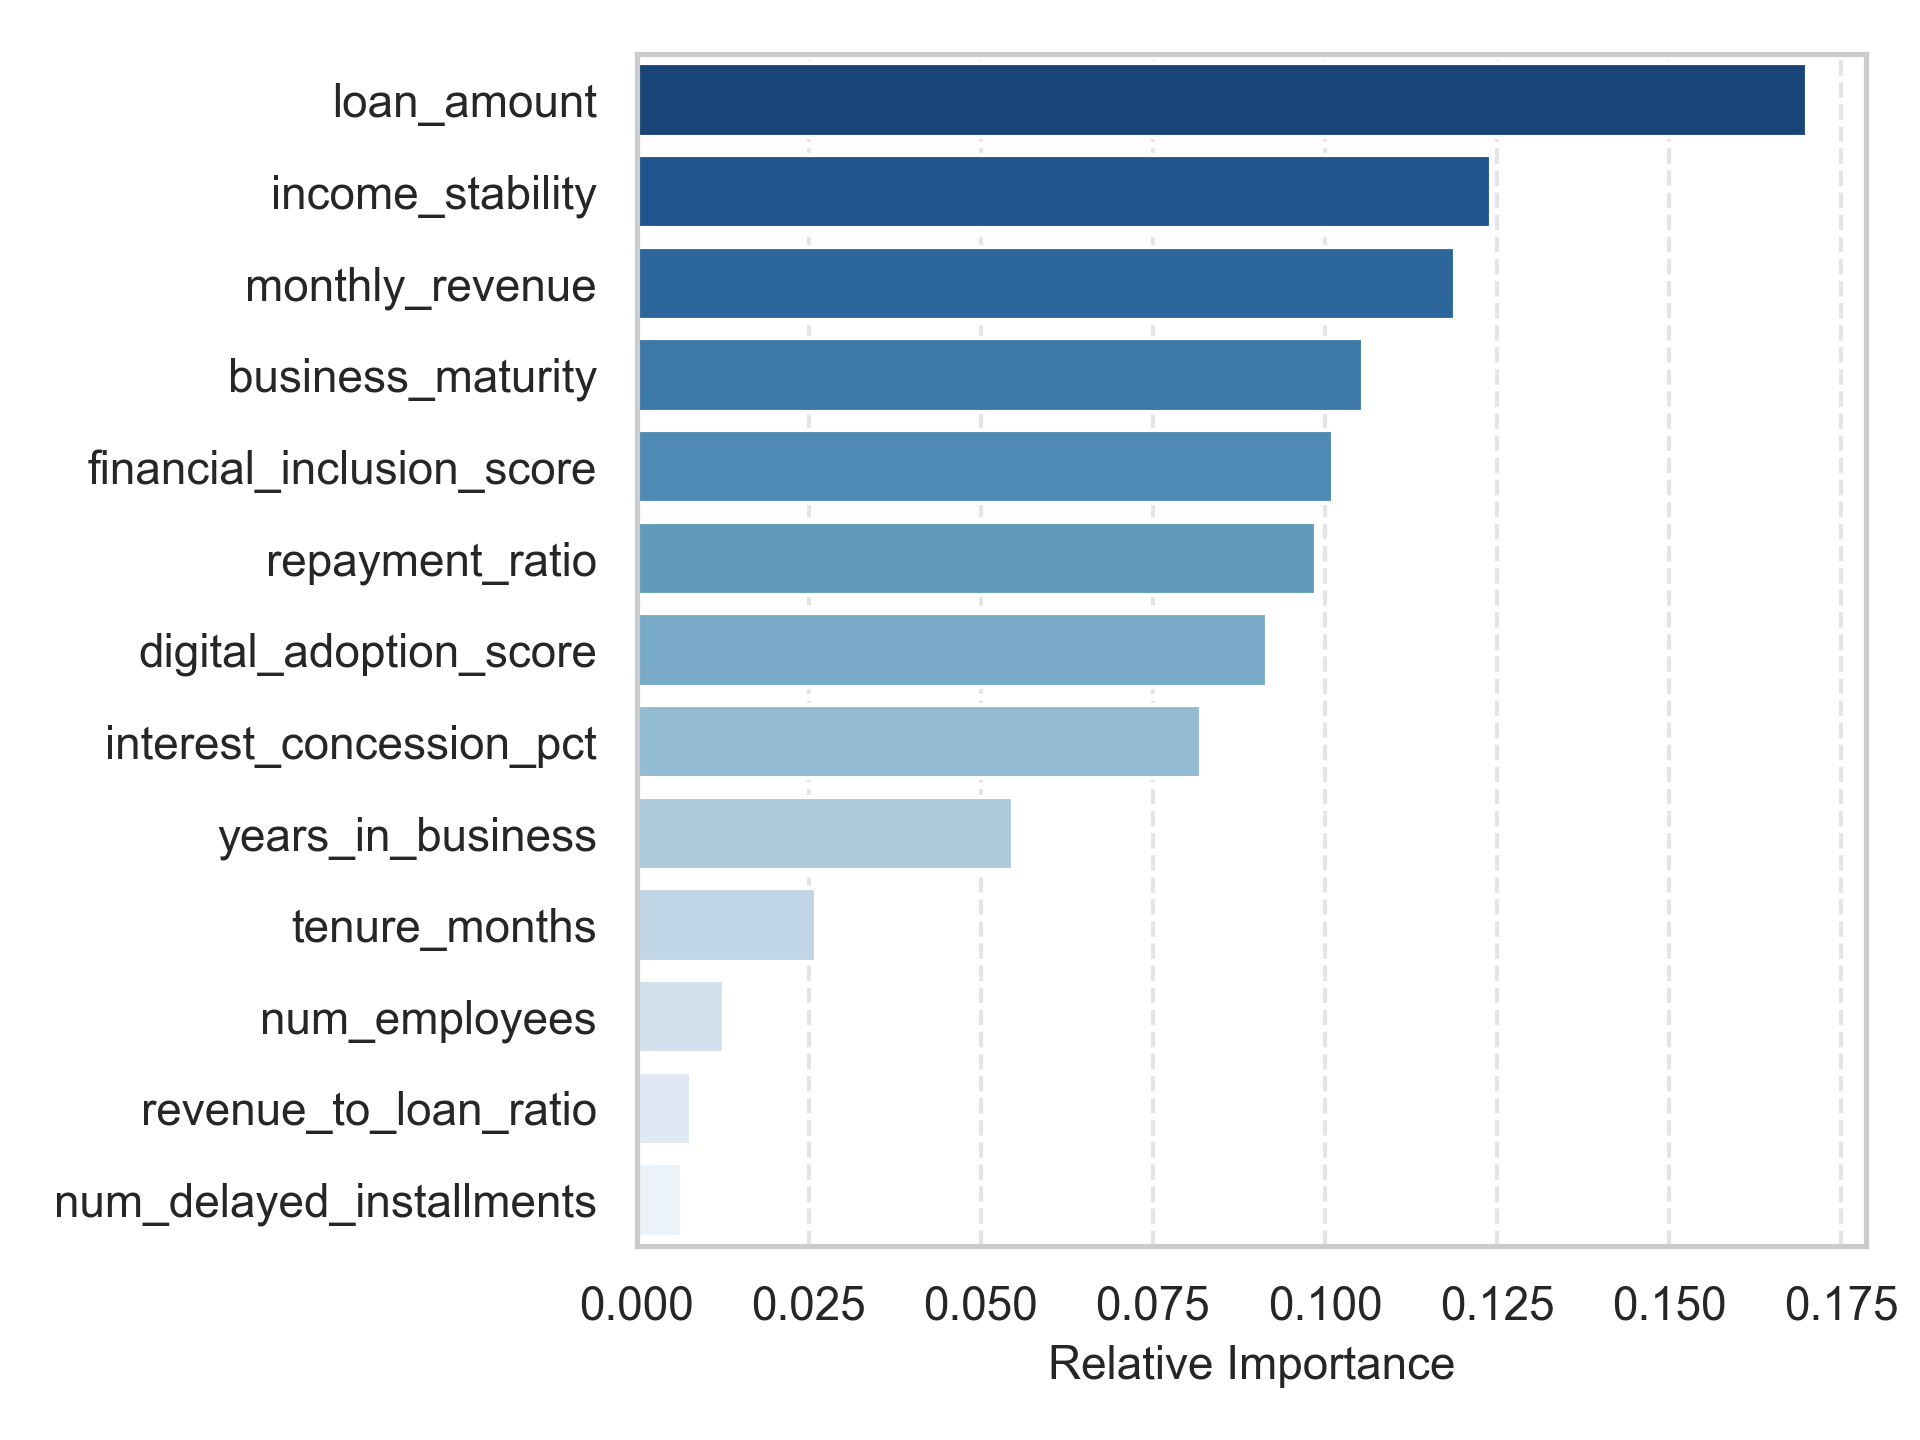 loan_amount
income_stability
monthly_revenue
business_maturity
financial_inclusion_score
repayment_ratio
digital_adoption_score
interest_concession_pct
years_in_business
tenure_months
num_employees
revenue_to_loan_ratio
num_delayed_installments
0.000 0.025 0.050 0.075 0.100 0.125 0.150 0.175
Relative Importance